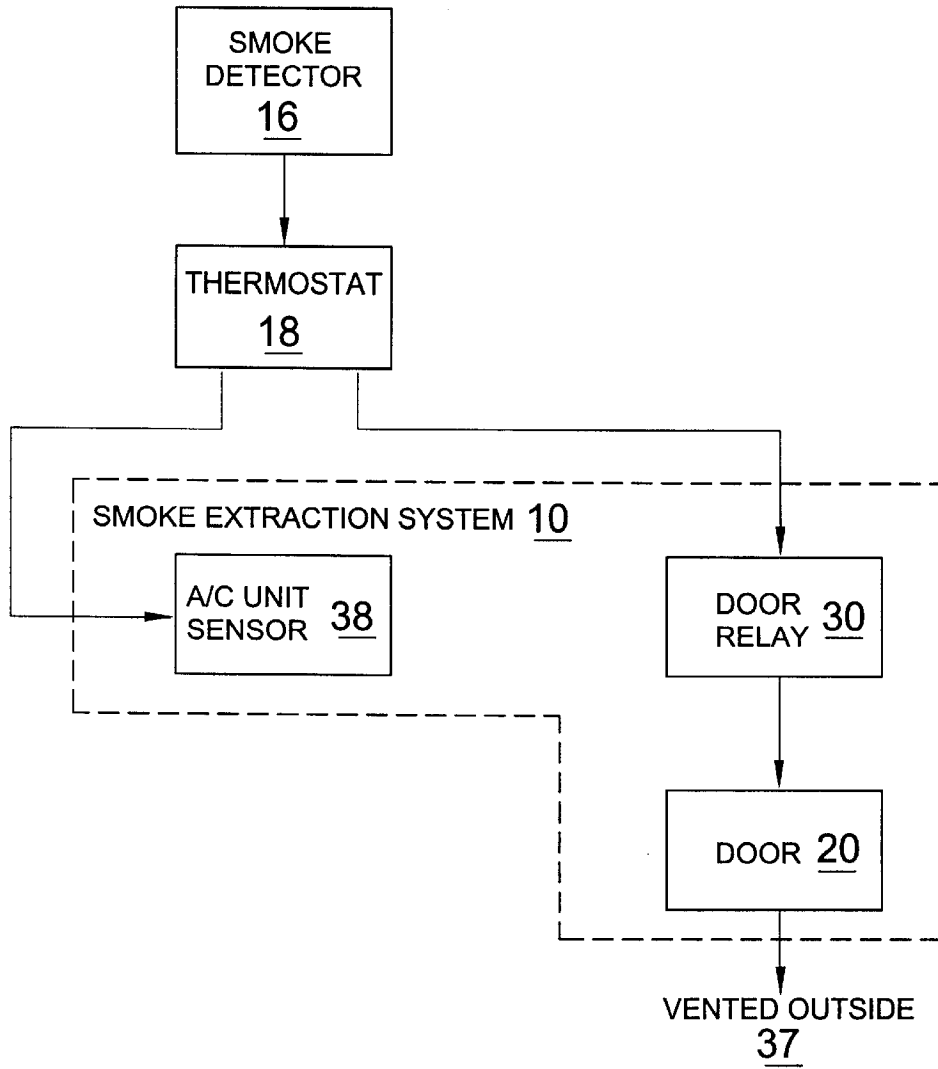 SMOKE
DETECTOR
16
THERMOSTAT
18
SMOKE EXTRACTION SYSTEM 10
A/C UNIT
SENSOR 38
DOOR
RELAY 30
DOOR 20
VENTED OUTSIDE
37